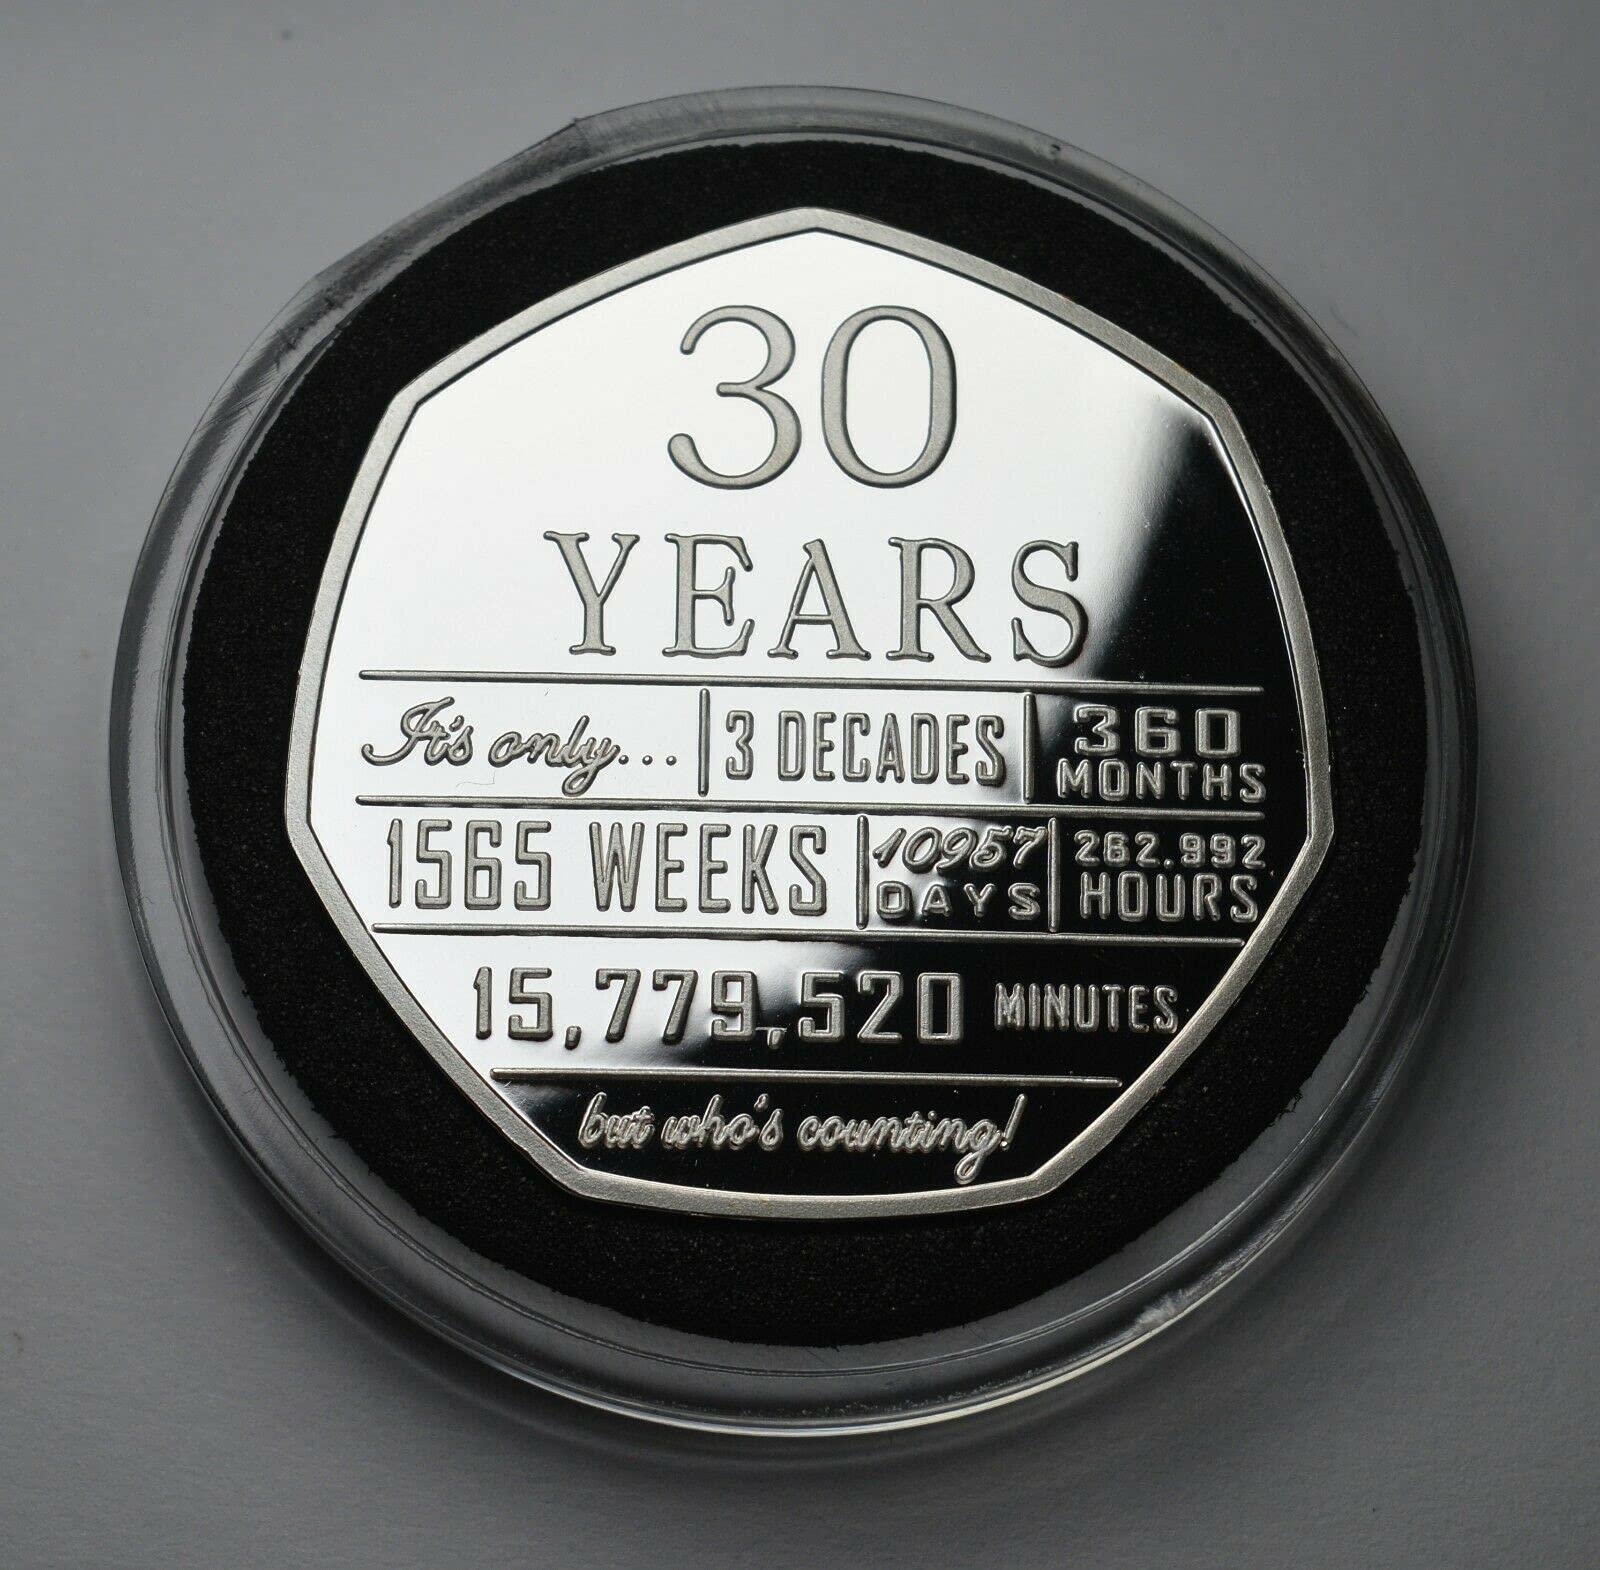 30
YEARS
It's only... 3 DECADES 360 MONTHS
1565 WEEKS 10957 DAYS 262.992 HOURS
15,779,520 MINUTES
but who's counting!